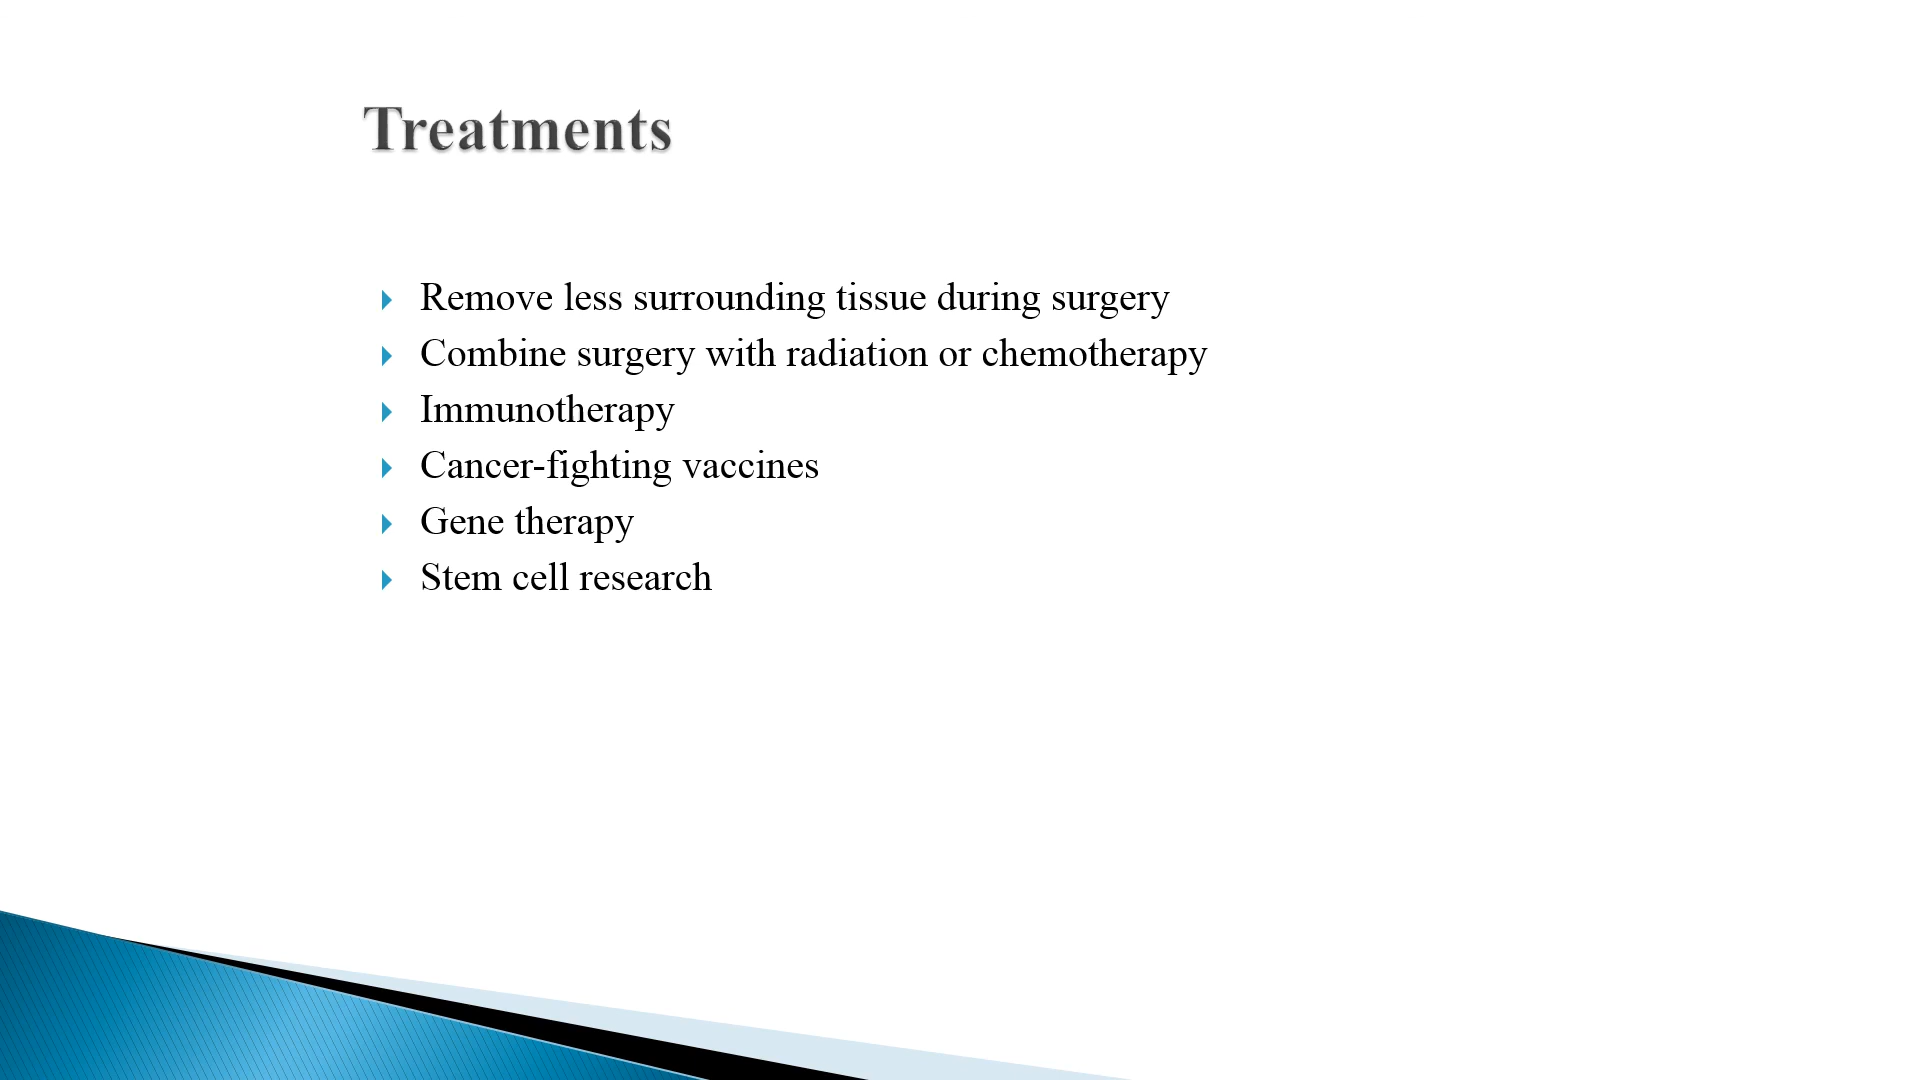 Treatments
Remove less surrounding tissue during surgery
Combine surgery with radiation or chemotherapy
Immunotherapy
Cancer-fighting vaccines
Gene therapy
Stem cell research